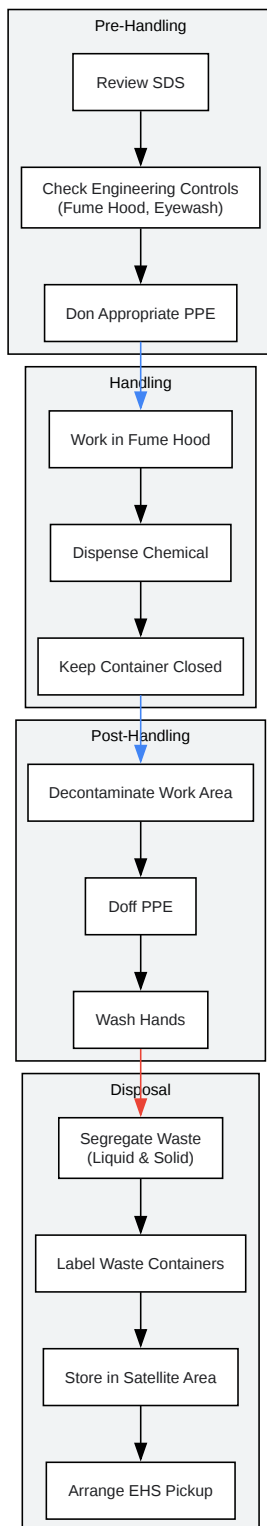 Pre-Handling
Review SDS
Check Engineering Controls
(Fume Hood, Eyewash)
Don Appropriate PPE
Handling
Work in Fume Hood
Dispense Chemical
Keep Container Closed
Post-Handling
Decontaminate Work Area
Doff PPE
Wash Hands
Disposal
Segregate Waste
(Liquid & Solid)
Label Waste Containers
Store in Satellite Area
Arrange EHS Pickup